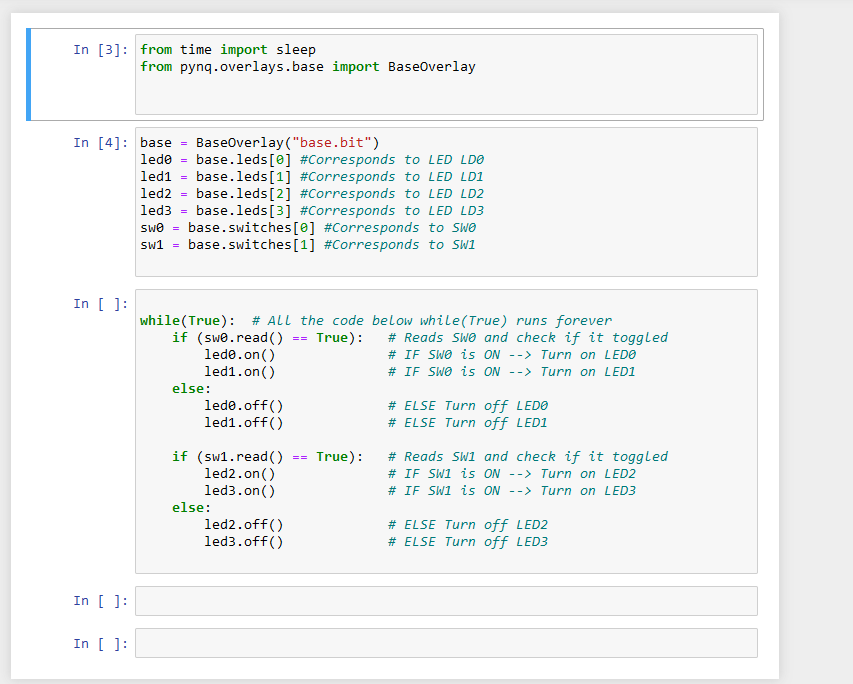 In [3]:
from time import sleep
from pynq.overlays.base import BaseOverlay
In [4]:
base = BaseOverlay("base.bit")
led0 = base.leds[0] #Corresponds to LED LD0
led1 = base.leds[1] #Corresponds to LED LD1
led2 = base.leds[2] #Corresponds to LED LD2
led3 = base.leds[3] #Corresponds to LED LD3
sw0 = base.switches[0] #Corresponds to SW0
sw1 = base.switches[1] #Corresponds to SW1
In [ ]:
while(True):  # All the code below while(True) runs forever
    if (sw0.read() == True):   # Reads SW0 and check if it toggled
        led0.on()              # IF SW0 is ON --> Turn on LED0
        led1.on()              # IF SW0 is ON --> Turn on LED1
    else:
        led0.off()             # ELSE Turn off LED0
        led1.off()             # ELSE Turn off LED1
    if (sw1.read() == True):   # Reads SW1 and check if it toggled
        led2.on()              # IF SW1 is ON --> Turn on LED2
        led3.on()              # IF SW1 is ON --> Turn on LED3
    else:
        led2.off()             # ELSE Turn off LED2
        led3.off()             # ELSE Turn off LED3
In [ ]:
In [ ]: